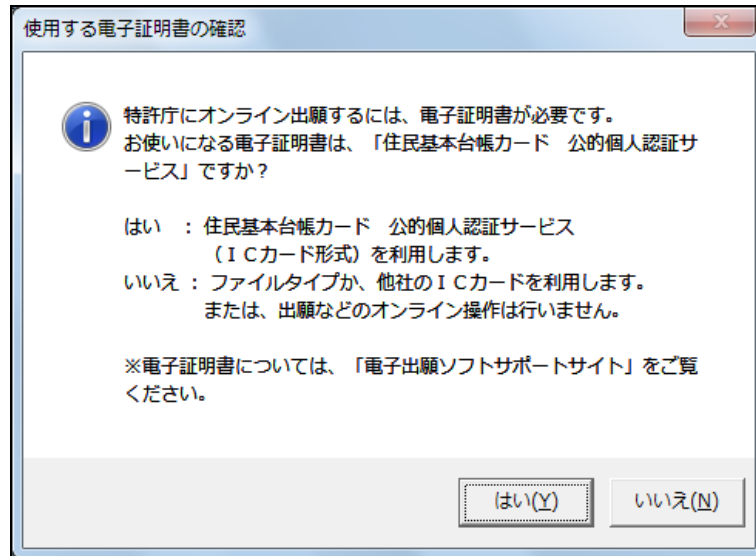 使用する電子証明書の確認
特許庁にオンライン出願するには、電子証明書が必要です。
お使いになる電子証明書は、「住民基本台帳カード　公的個人認証サ
ービス」ですか？
はい　：住民基本台帳カード　公的個人認証サービス
（ＩＣカード形式）を利用します。
いいえ：ファイルタイプか、他社のＩＣカードを利用します。
または、出願などのオンライン操作は行いません。
※電子証明書については、「電子出願ソフトサポートサイト」をご覧
ください。
はい(Y)　いいえ(N)